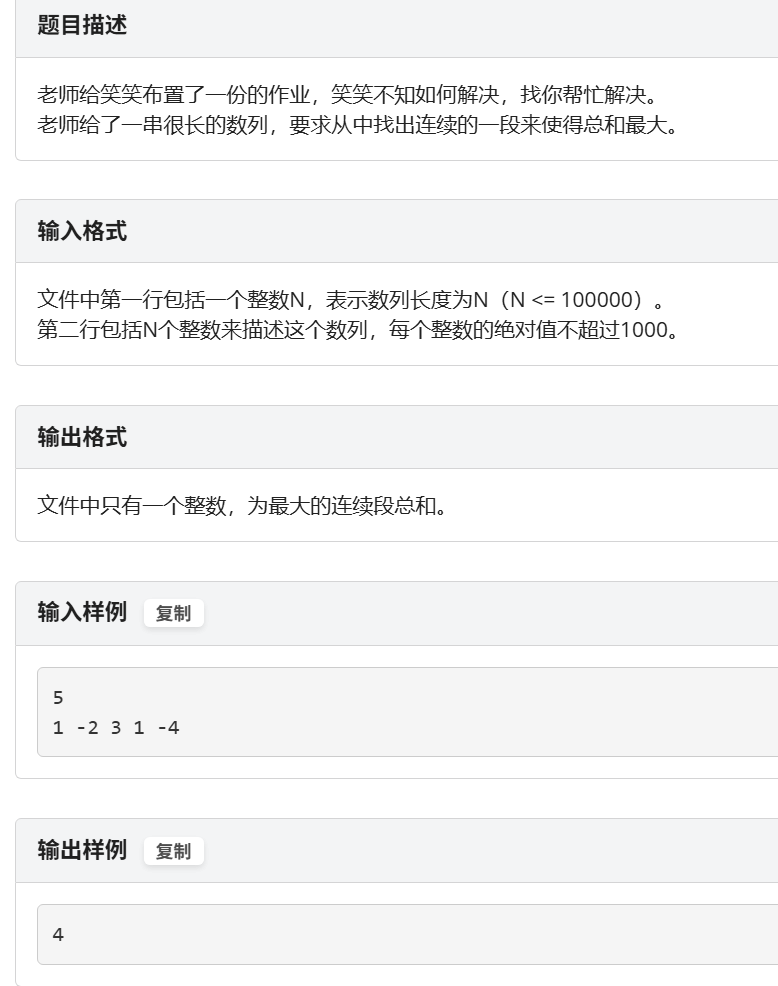 题目描述
老师给笑笑布置了一份的作业，笑笑不知如何解决，找你帮忙解决。
老师给了一串很长的数列，要求从中找出连续的一段来使得总和最大。
输入格式
文件中第一行包括一个整数N，表示数列长度为N（N <= 100000）。
第二行包括N个整数来描述这个数列，每个整数的绝对值不超过1000。
输出格式
文件中只有一个整数，为最大的连续段总和。
输入样例 复制
5
1 -2 3 1 -4
输出样例 复制
4